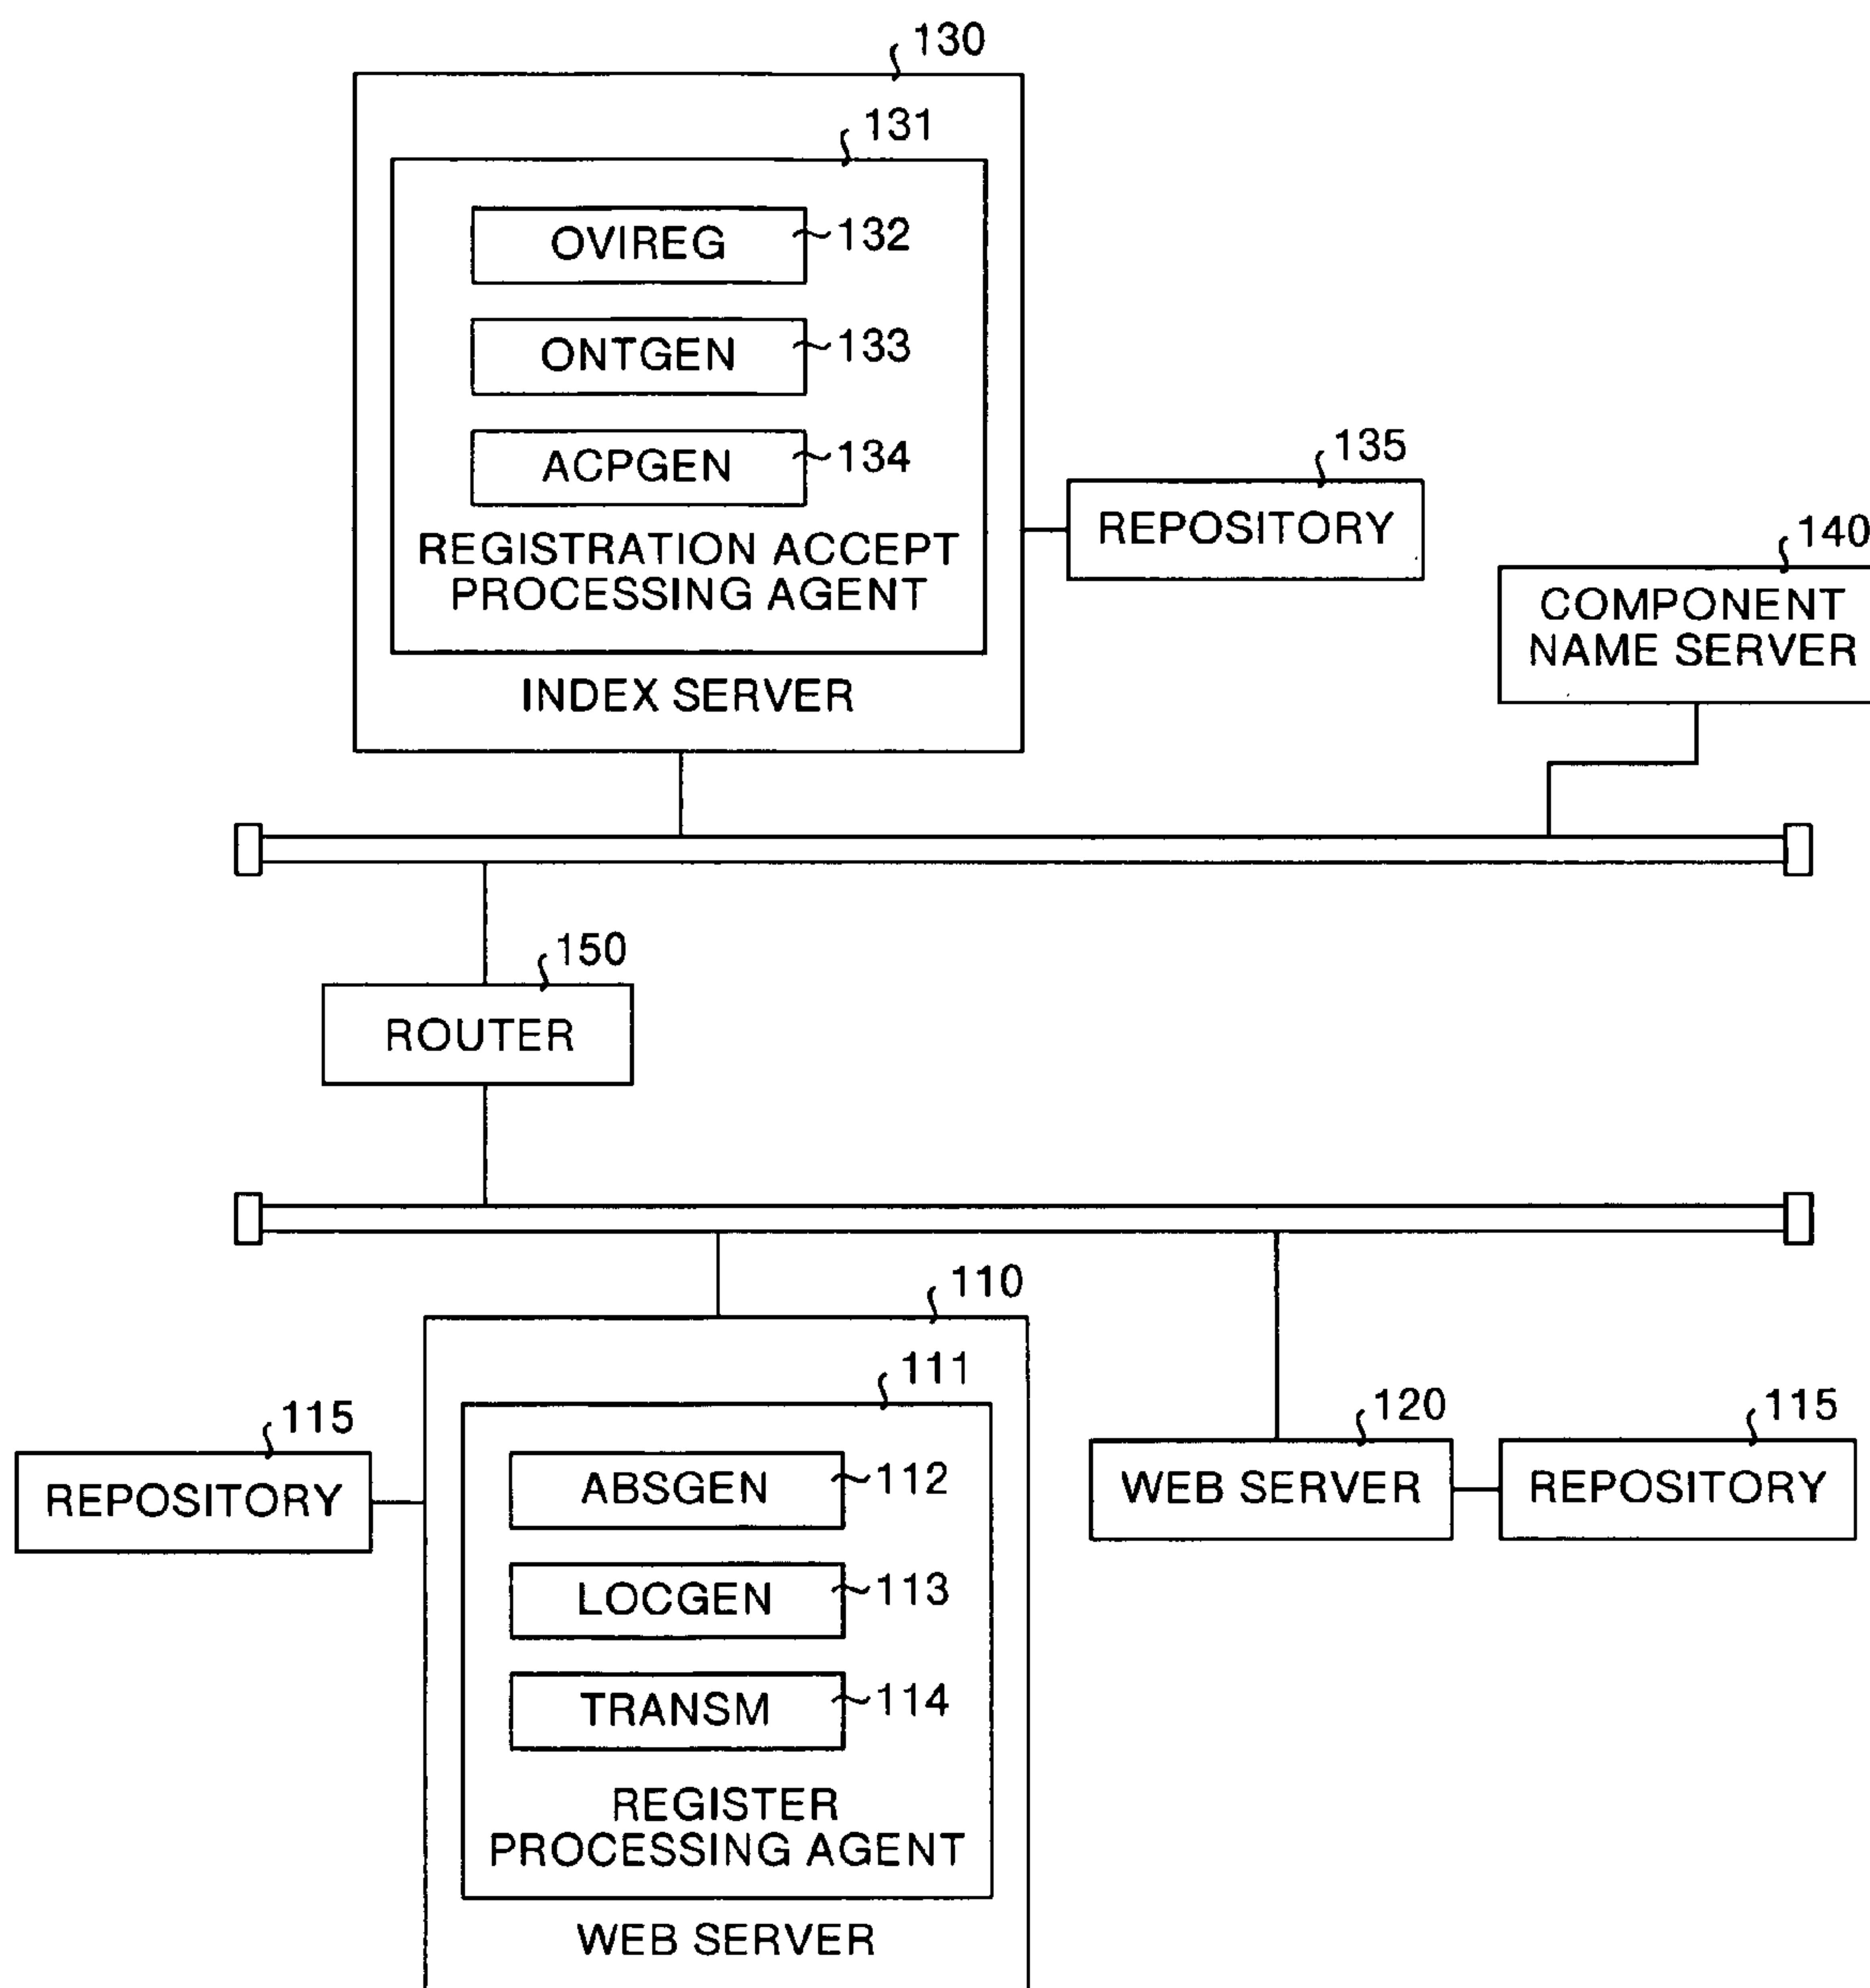 130
131
OVIREG
132
ONTGEN
133
ACPGEN
134
REGISTRATION ACCEPT
PROCESSING AGENT
INDEX SERVER
135
REPOSITORY
140
COMPONENT
NAME SERVER
150
ROUTER
110
111
115
REPOSITORY
ABSGEN
112
LOCGEN
113
TRANSM
114
REGISTER
PROCESSING AGENT
WEB SERVER
120
WEB SERVER
115
REPOSITORY